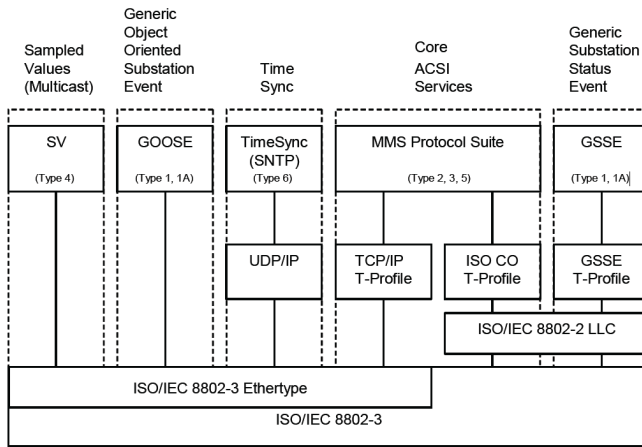 Sampled
Values
(Multicast)
Generic
Object
Oriented
Substation
Event
Time
Sync
Core
ACSI
Services
Generic
Substation
Status
Event
SV
(Type 4)
GOOSE
(Type 1, 1A)
TimeSync
(SNTP)
(Type 6)
MMS Protocol Suite
(Type 2, 3, 5)
GSSE
(Type 1, 1A)
UDP/IP
TCP/IP
T-Profile
ISO CO
T-Profile
GSSE
T-Profile
ISO/IEC 8802-2 LLC
ISO/IEC 8802-3 Ethertype
ISO/IEC 8802-3